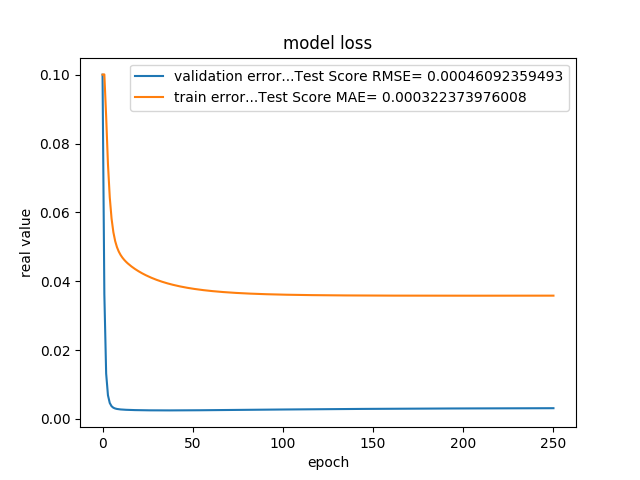 model loss
validation error...Test Score RMSE= 0.00046092359493
train error...Test Score MAE= 0.000322373976008
real value
0.10
0.08
0.06
0.04
0.02
0.00
0 50 100 150 200 250
epoch